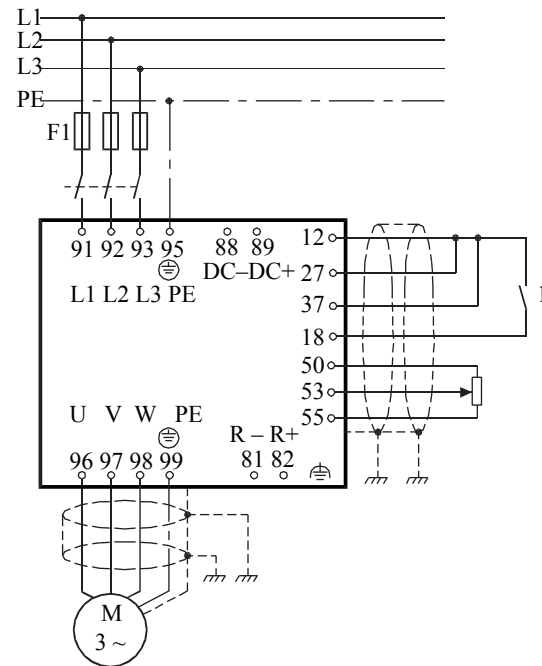 L1
L2
L3
PE
F1
91 92 93 95 88 89 12
DC–DC+ 27
L1 L2 L3 PE
37
1
18
50
53
55
U V W PE
R – R+
96 97 98 99 81 82
M
3 ~